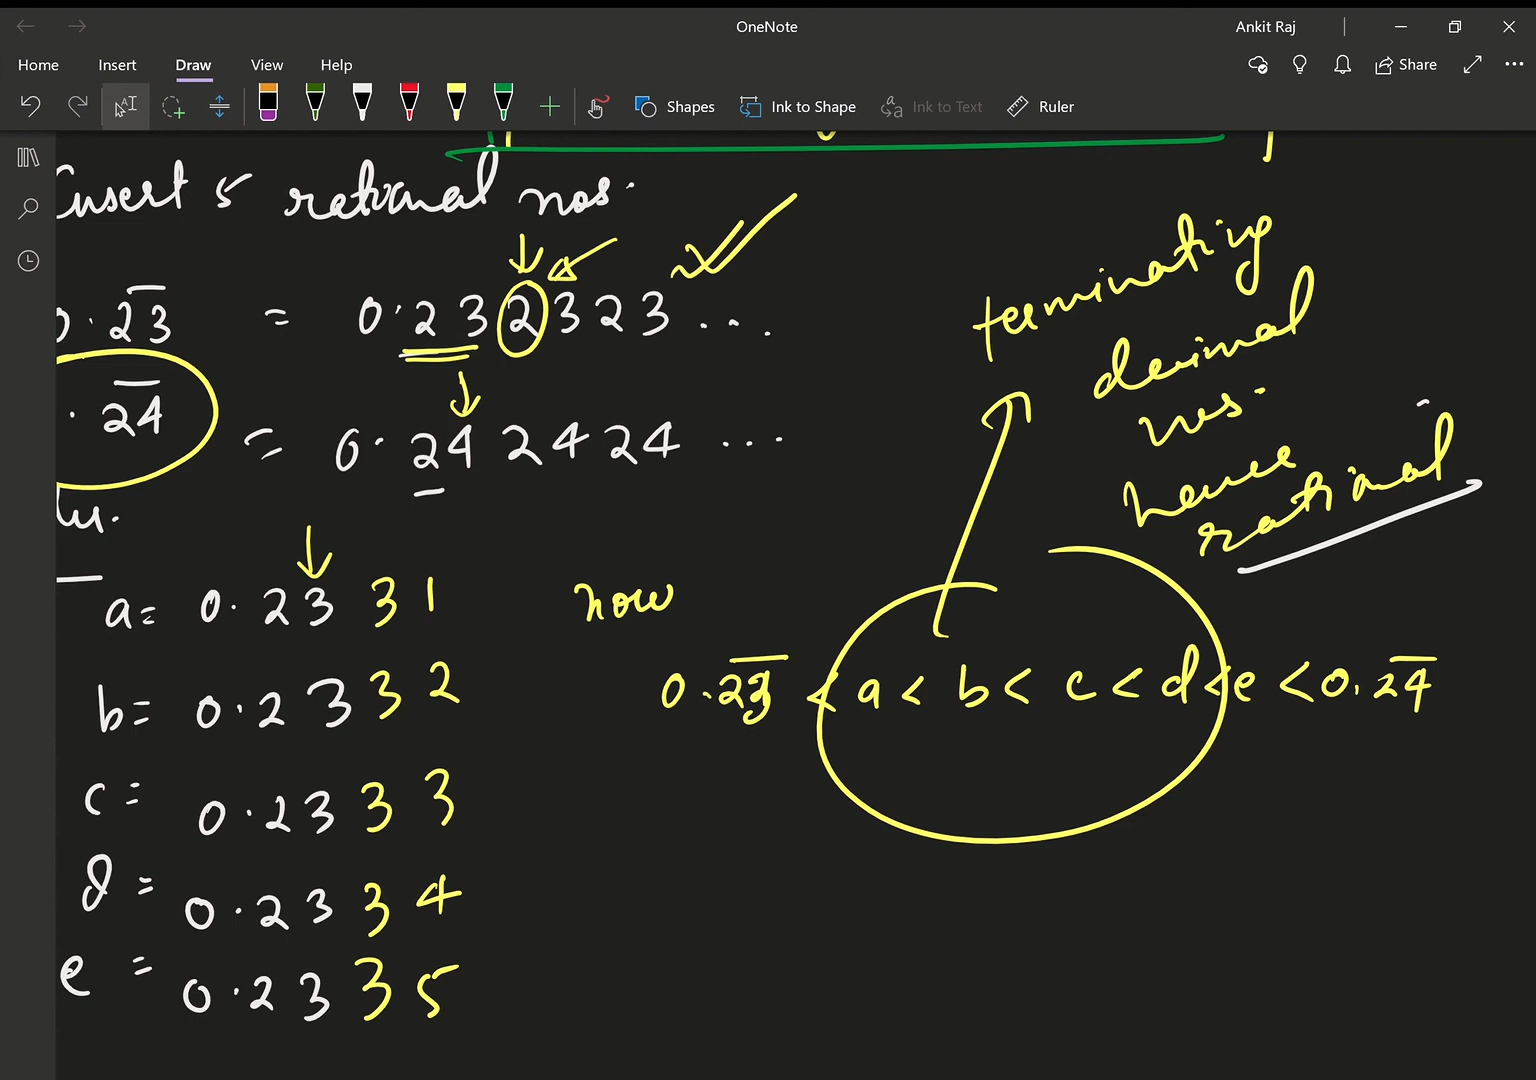 OneNote
Ankit Raj
Home Insert Draw View Help
Share
Shapes Ink to Shape Ink to Text Ruler
Insert 5 rational nos.
0.2̅3̅ = 0.232323...
.2̅4̅ = 0.242424...
a= 0.2331
b= 0.2332
c= 0.2333
d= 0.2334
e= 0.2335
terminating
decimal
nos.
hence
rational
now
0.2̅3̅ < a < b < c < d < e < 0.2̅4̅